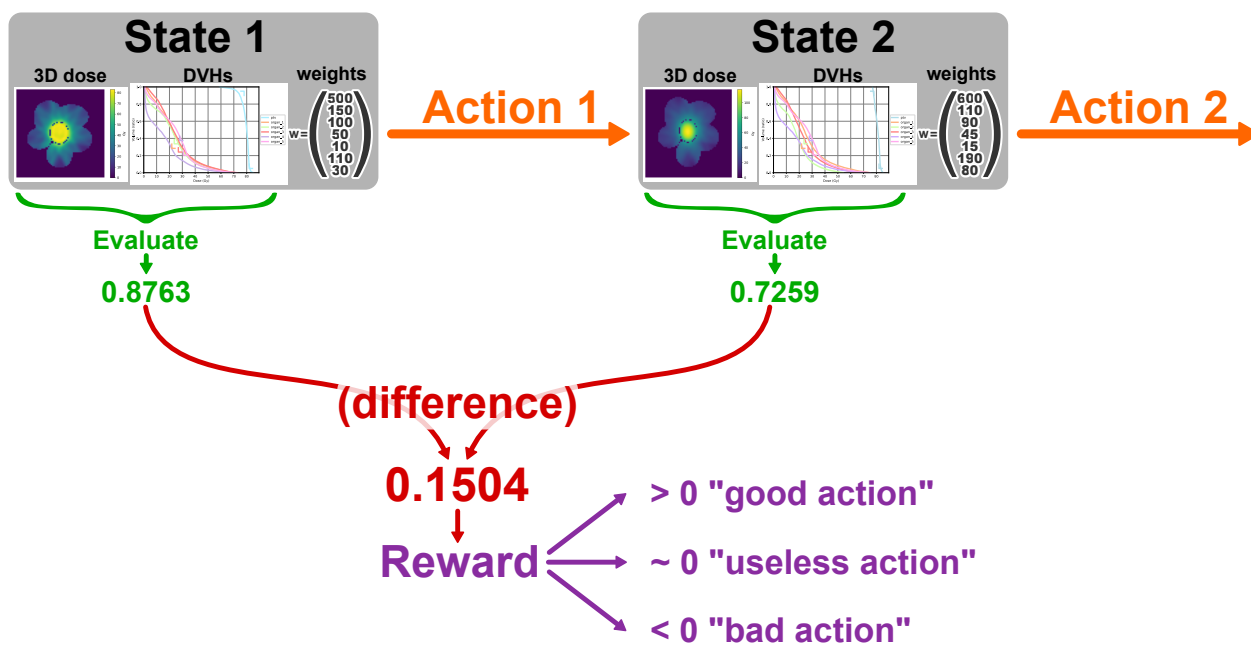 State 1
3D dose
DVHs
weights
w =
500
150
100
50
10
110
30
Action 1
State 2
3D dose
DVHs
weights
w =
600
110
90
45
15
190
80
Action 2
Evaluate
0.8763
Evaluate
0.7259
(difference)
0.1504
Reward
> 0 "good action"
~ 0 "useless action"
< 0 "bad action"